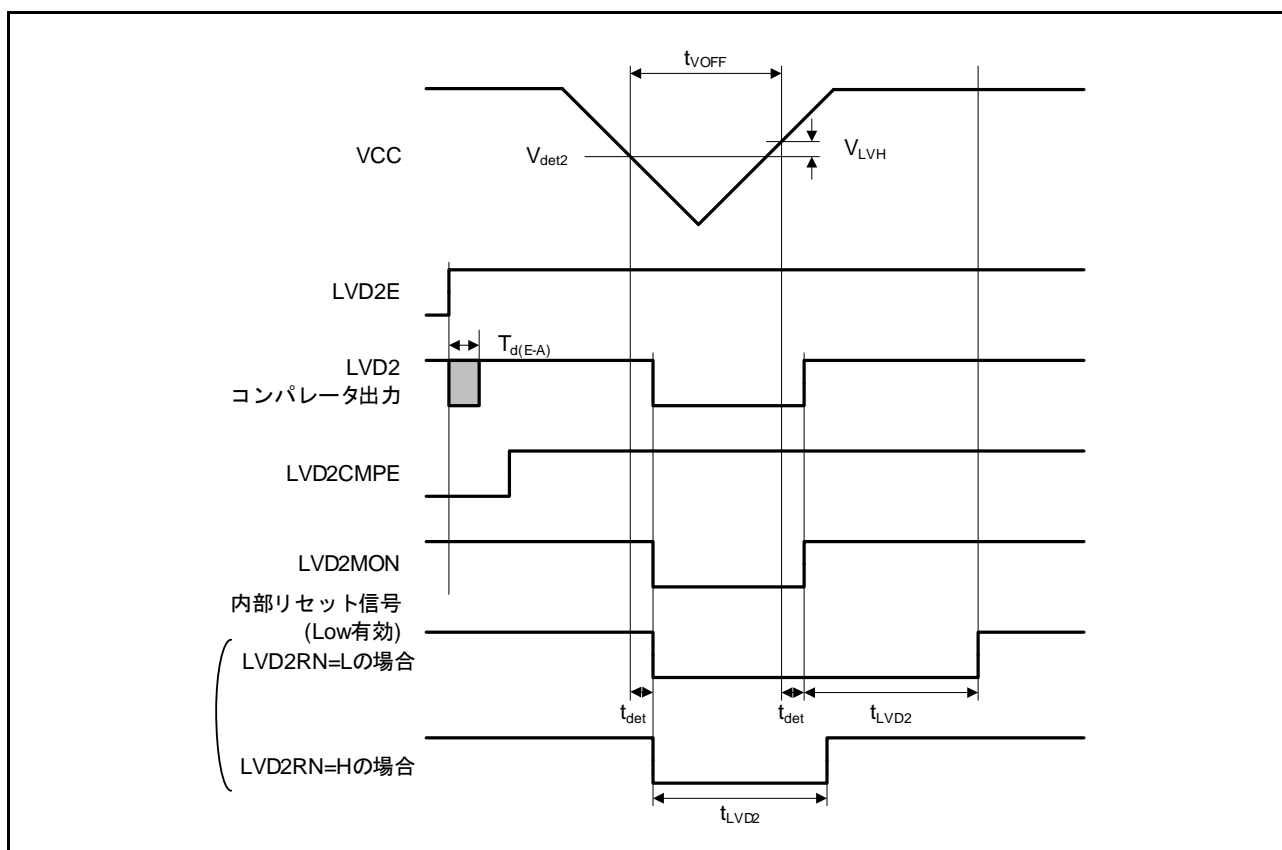 tVOFF
VCC
Vdet2
VLVH
LVD2E
Td(E-A)
LVD2
コンパレータ出力
LVD2CMPE
LVD2MON
内部リセット信号
(Low有効)
LVD2RN=Lの場合
tdet
tdet
tLVD2
LVD2RN=Hの場合
tLVD2